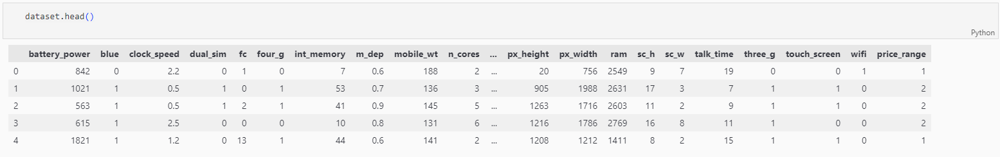 dataset.head()
Python
battery_power blue clock_speed dual_sim fc four_g int_memory m_dep mobile_wt n_cores ... px_height px_width ram sc_h sc_w talk_time three_g touch_screen wifi price_range
0 842 0 2.2 0 1 0 7 0.6 188 2 ... 20 756 2549 9 7 19 0 0 1 1
1 1021 1 0.5 1 0 1 53 0.7 136 3 ... 905 1988 2631 17 3 7 1 1 0 2
2 563 1 0.5 1 2 1 41 0.9 145 5 ... 1263 1716 2603 11 2 9 1 1 0 2
3 615 1 2.5 0 0 0 10 0.8 131 6 ... 1216 1786 2769 16 8 11 1 0 0 2
4 1821 1 1.2 0 13 1 44 0.6 141 2 ... 1208 1212 1411 8 2 15 1 1 0 1